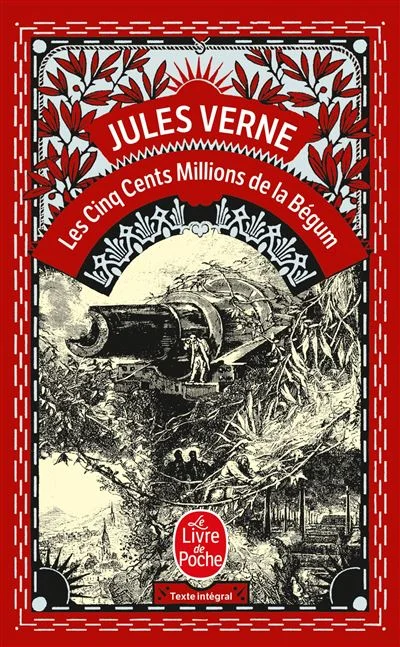 JULES VERNE
Les Cinq Cents Millions de la Bégum
Le
Livre
de
Poche
Texte intégral